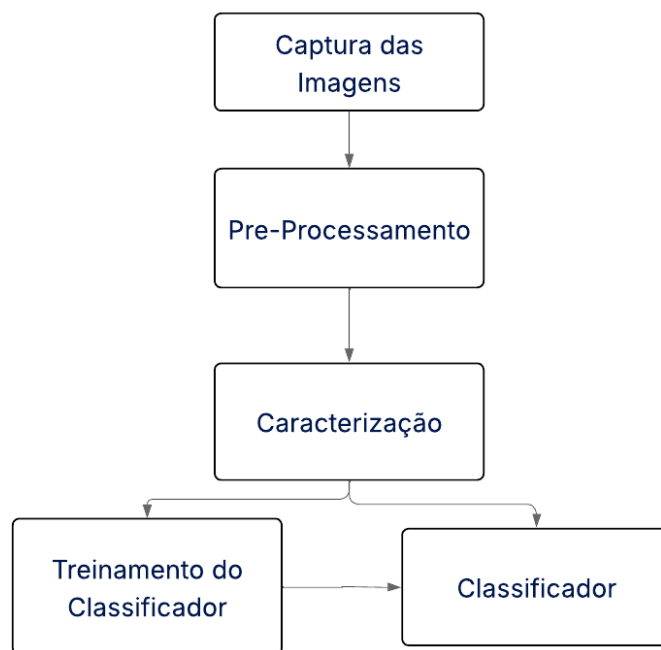 Captura das
Imagens
Pre-Processamento
Caracterização
Treinamento do
Classificador
Classificador